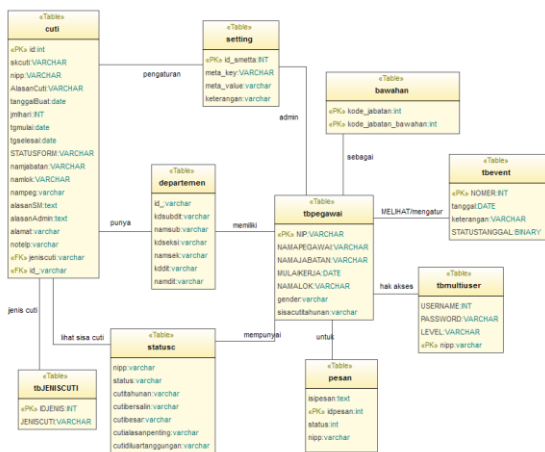 «Table»
cuti
«PK» id:int
skcuti:VARCHAR
nipp:VARCHAR
AlasanCuti:VARCHAR
tanggalBuat:date
jmlhari:INT
tglmulai:date
tgselesai:date
STATUSFORM:VARCHAR
namjabatan:VARCHAR
namlok:VARCHAR
nampeg:varchar
alasanSM:text
alasanAdmin:text
alamat:varchar
notelp:varchar
«FK» jeniscuti:varchar
«FK» id_:varchar
pengaturan
«Table»
setting
«PK» id_smetta:INT
meta_key:VARCHAR
meta_value:varchar
keterangan:varchar
admin
«Table»
bawahan
«PK» kode_jabatan:int
«PK» kode_jabatan_bawahan:int
sebagai
«Table»
departemen
id_:varchar
kdsubdit:varchar
namsub:varchar
kdseksi:varchar
namsek:varchar
kddit:varchar
namdit:varchar
punya
memiliki
«Table»
tbpegawai
«PK» NIP:VARCHAR
NAMAPEGAWAI:VARCHAR
NAMAJABATAN:VARCHAR
MULAIKERJA:DATE
NAMALOK:VARCHAR
gender:varchar
sisacutitahunan:varchar
MELIHAT/mengatur
«Table»
tbevent
«PK» NOMER:INT
tanggal:DATE
keterangan:VARCHAR
STATUSTANGGAL:BINARY
hak akses
«Table»
tbmultiuser
USERNAME:INT
PASSWORD:VARCHAR
LEVEL:VARCHAR
«PK» nipp:varchar
jenis cuti
lihat sisa cuti
mempunyai
untuk
«Table»
statusc
nipp:varchar
status:varchar
cutitahunan:varchar
cutibersalin:varchar
cutibesar:varchar
cutialasanpenting:varchar
cutidiluartanggungan:varchar
«Table»
tbJENISCUTI
«PK» IDJENIS:INT
JENISCUTI:VARCHAR
«Table»
pesan
isipesan:text
«PK» idpesan:int
status:int
nipp:varchar